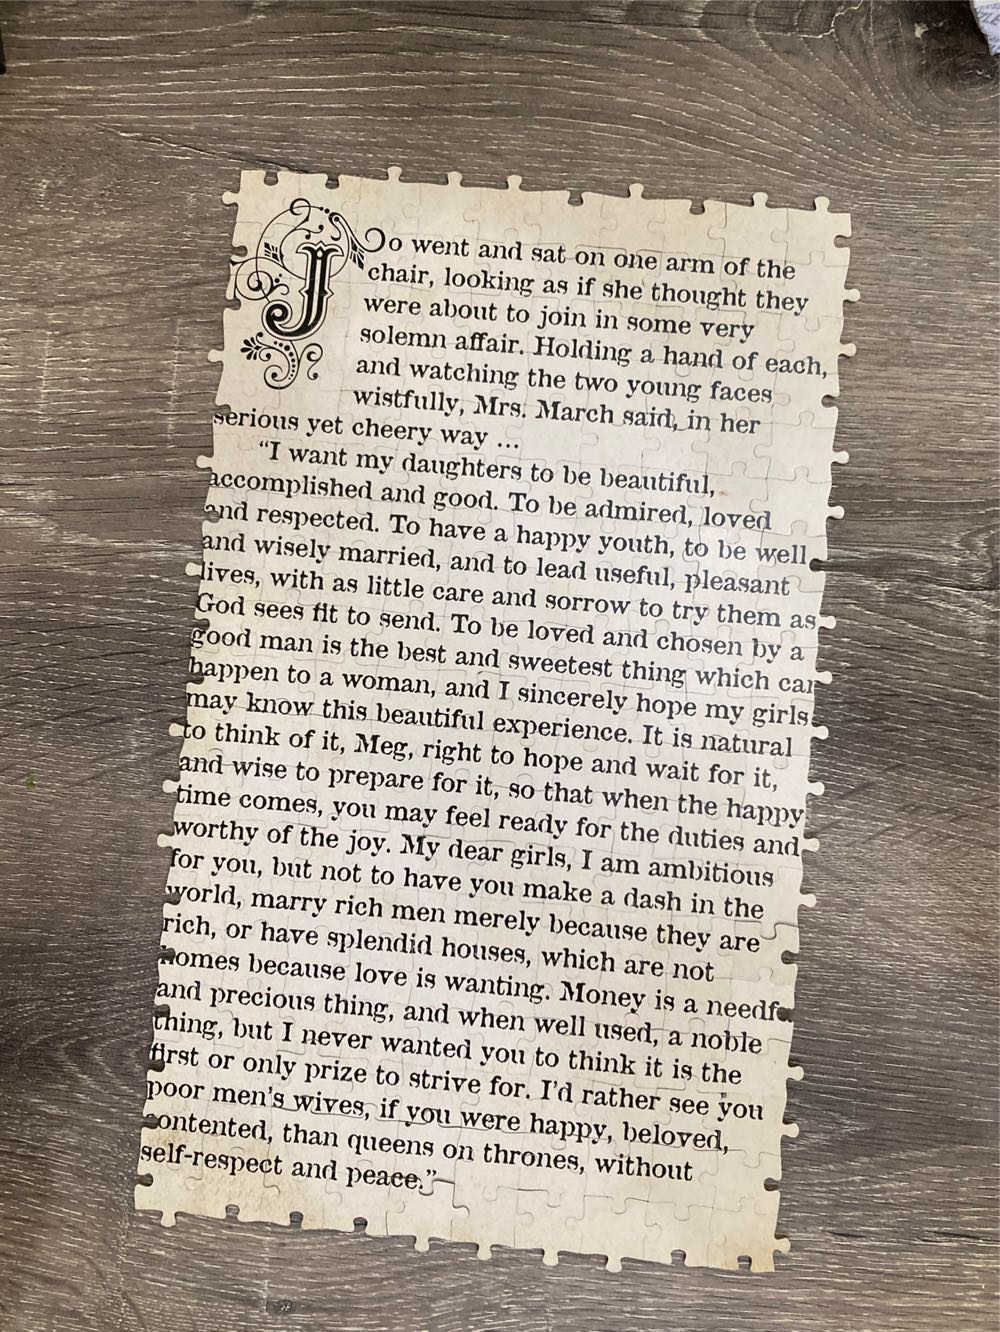 Jo went and sat on one arm of the
chair, looking as if she thought they
were about to join in some very
solemn affair. Holding a hand of each,
and watching the two young faces
wistfully, Mrs. March said, in her
serious yet cheery way ...
“I want my daughters to be beautiful,
accomplished and good. To be admired, loved
and respected. To have a happy youth, to be well
and wisely married, and to lead useful, pleasant
lives, with as little care and sorrow to try them as
God sees fit to send. To be loved and chosen by a
good man is the best and sweetest thing which can
happen to a woman, and I sincerely hope my girls
may know this beautiful experience. It is natural
to think of it, Meg, right to hope and wait for it,
and wise to prepare for it, so that when the happy
time comes, you may feel ready for the duties and
worthy of the joy. My dear girls, I am ambitious
for you, but not to have you make a dash in the
world, marry rich men merely because they are
rich, or have splendid houses, which are not
homes because love is wanting. Money is a needf
and precious thing, and when well used, a noble
thing, but I never wanted you to think it is the
first or only prize to strive for. I’d rather see you
poor men’s wives, if you were happy, beloved,
contented, than queens on thrones, without
self-respect and peace.”